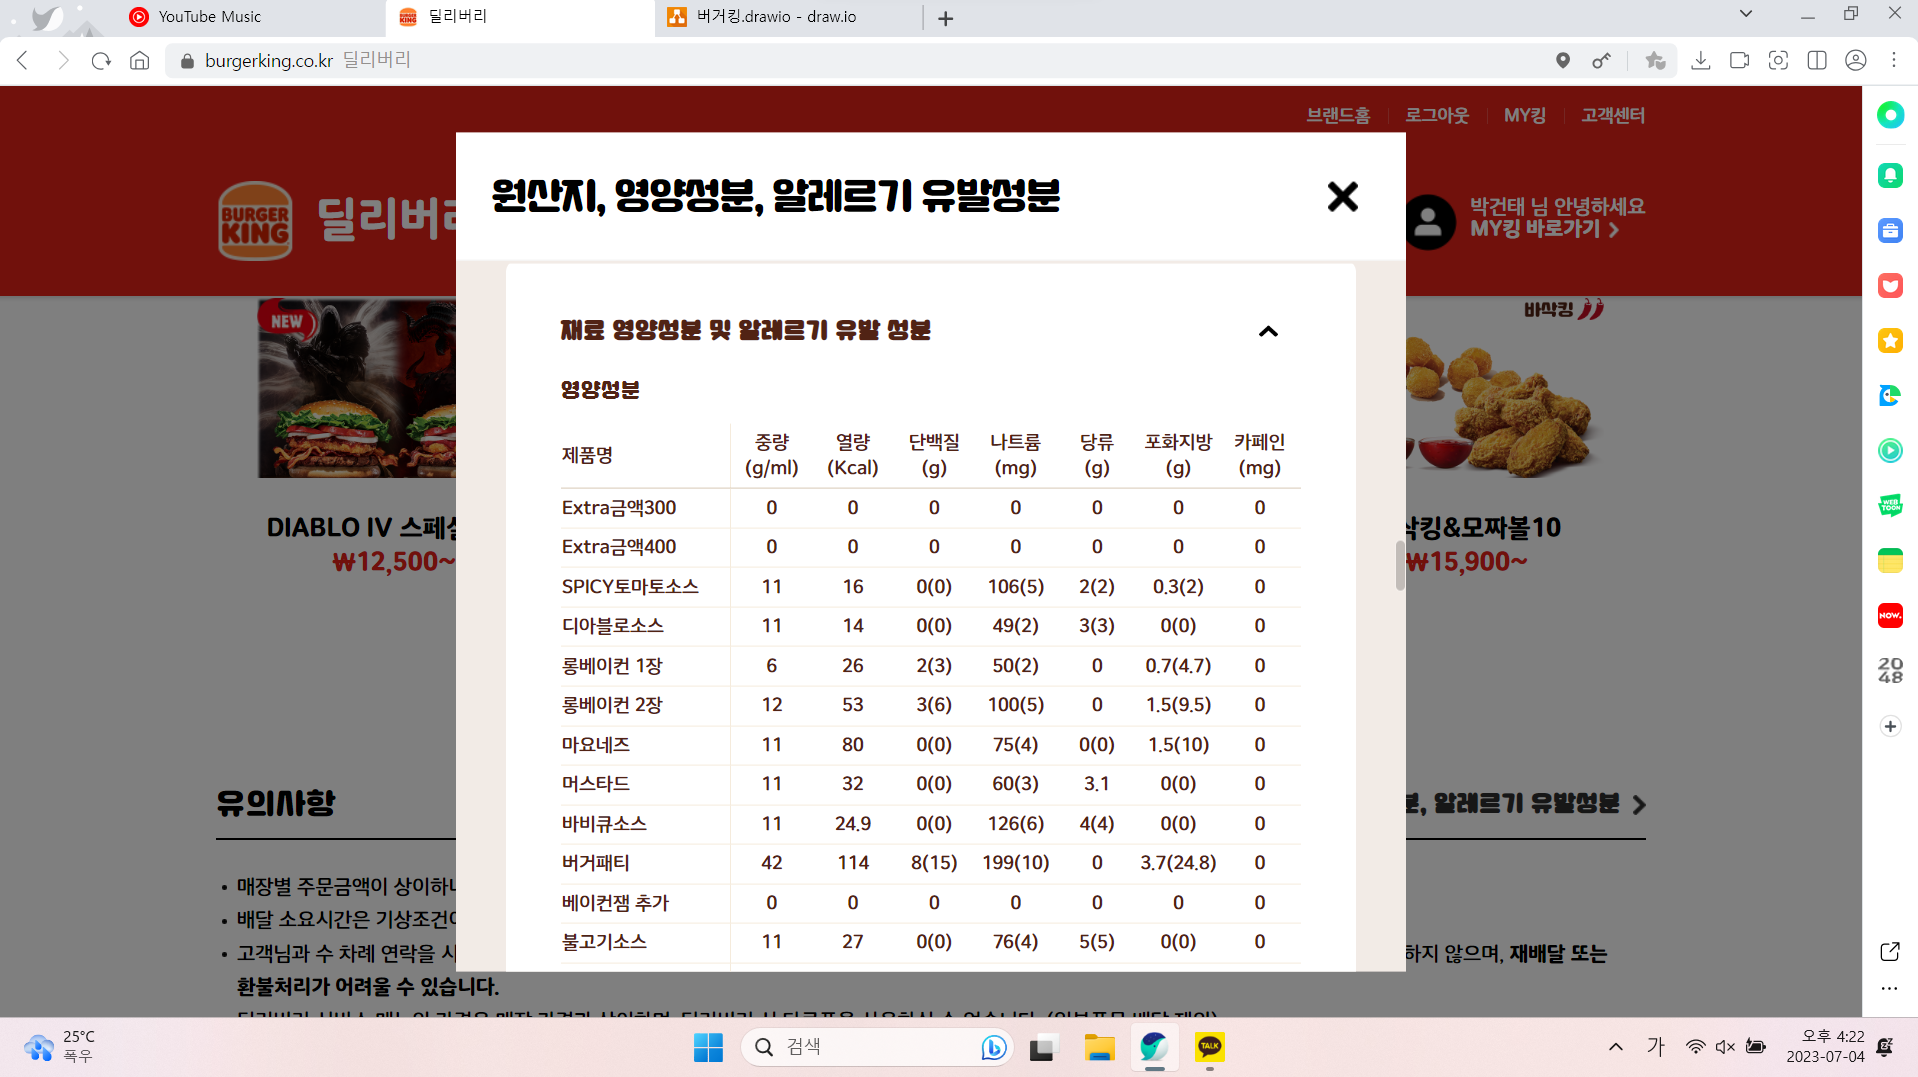 YouTube Music
딜리버리
버거킹.drawio - draw.io
burgerking.co.kr 딜리버리
브랜드홈 로그아웃 MY킹 고객센터
BURGER KING
딜리버리
박건태 님 안녕하세요
MY킹 바로가기
원산지, 영양성분, 알레르기 유발성분
NEW
바삭킹
재료 영양성분 및 알레르기 유발 성분
영양성분
제품명 중량 (g/ml) 열량 (Kcal) 단백질 (g) 나트륨 (mg) 당류 (g) 포화지방 (g) 카페인 (mg)
Extra금액300 0 0 0 0 0 0 0
Extra금액400 0 0 0 0 0 0 0
SPICY토마토소스 11 16 0(0) 106(5) 2(2) 0.3(2) 0
디아블로소스 11 14 0(0) 49(2) 3(3) 0(0) 0
롱베이컨 1장 6 26 2(3) 50(2) 0 0.7(4.7) 0
롱베이컨 2장 12 53 3(6) 100(5) 0 1.5(9.5) 0
마요네즈 11 80 0(0) 75(4) 0(0) 1.5(10) 0
머스타드 11 32 0(0) 60(3) 3.1 0(0) 0
바비큐소스 11 24.9 0(0) 126(6) 4(4) 0(0) 0
버거패티 42 114 8(15) 199(10) 0 3.7(24.8) 0
베이컨잼 추가 0 0 0 0 0 0 0
불고기소스 11 27 0(0) 76(4) 5(5) 0(0) 0
DIABLO IV 스페셜
₩12,500~
삭킹&모짜볼10
₩15,900~
유의사항
분, 알레르기 유발성분
매장별 주문금액이 상이하니
배달 소요시간은 기상조건이
고객님과 수 차례 연락을 시
하지 않으며, 재배달 또는
환불처리가 어려울 수 있습니다.
WEB TOON
NOW.
2048
25°C
폭우
검색
TALK
가
오후 4:22
2023-07-04